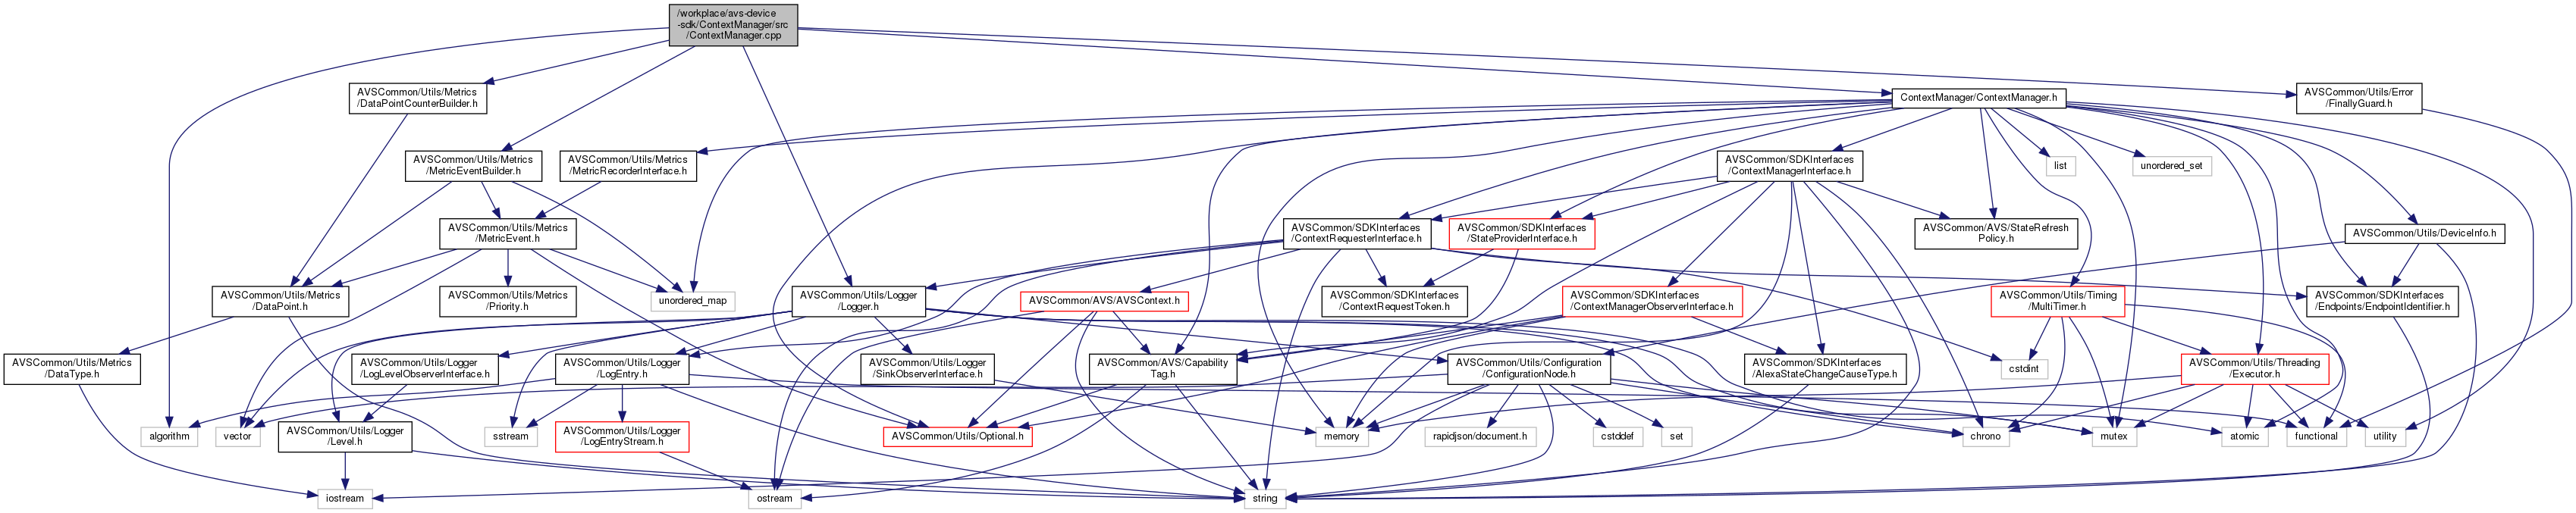 /workplace/avs-device
-sdk/ContextManager/src
/ContextManager.cpp
AVSCommon/Utils/Metrics
/DataPointCounterBuilder.h
ContextManager/ContextManager.h
AVSCommon/Utils/Error
/FinallyGuard.h
AVSCommon/Utils/Metrics
/MetricEventBuilder.h
AVSCommon/Utils/Metrics
/MetricRecorderInterface.h
AVSCommon/SDKInterfaces
/ContextManagerInterface.h
list
unordered_set
AVSCommon/Utils/Metrics
/MetricEvent.h
AVSCommon/SDKInterfaces
/ContextRequesterInterface.h
AVSCommon/SDKInterfaces
/StateProviderInterface.h
AVSCommon/AVS/StateRefresh
Policy.h
AVSCommon/Utils/DeviceInfo.h
AVSCommon/Utils/Metrics
/DataPoint.h
AVSCommon/Utils/Metrics
/Priority.h
unordered_map
AVSCommon/Utils/Logger
/Logger.h
AVSCommon/AVS/AVSContext.h
AVSCommon/SDKInterfaces
/ContextRequestToken.h
AVSCommon/SDKInterfaces
/ContextManagerObserverInterface.h
AVSCommon/Utils/Timing
/MultiTimer.h
AVSCommon/SDKInterfaces
/Endpoints/EndpointIdentifier.h
AVSCommon/Utils/Metrics
/DataType.h
AVSCommon/Utils/Logger
/LogLevelObserverInterface.h
AVSCommon/Utils/Logger
/LogEntry.h
AVSCommon/Utils/Logger
/SinkObserverInterface.h
AVSCommon/AVS/Capability
Tag.h
AVSCommon/Utils/Configuration
/ConfigurationNode.h
AVSCommon/SDKInterfaces
/AlexaStateChangeCauseType.h
cstdint
AVSCommon/Utils/Threading
/Executor.h
algorithm
vector
AVSCommon/Utils/Logger
/Level.h
sstream
AVSCommon/Utils/Logger
/LogEntryStream.h
AVSCommon/Utils/Optional.h
memory
rapidjson/document.h
cstddef
set
chrono
mutex
atomic
functional
utility
iostream
ostream
string